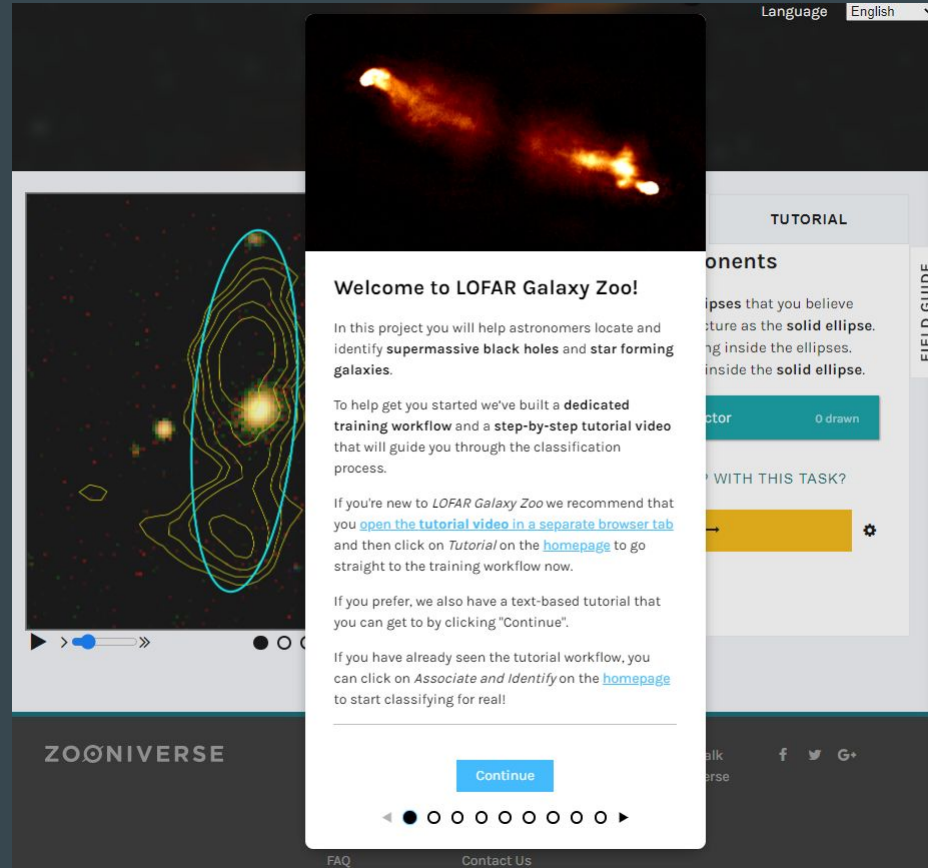 Language English
TUTORIAL
onents
ipses that you believe
cture as the solid ellipse.
ng inside the ellipses.
inside the solid ellipse.
ctor 0 drawn
WITH THIS TASK?
FIELD GUIDE
Welcome to LOFAR Galaxy Zoo!
In this project you will help astronomers locate and
identify supermassive black holes and star forming
galaxies.
To help get you started we've built a dedicated
training workflow and a step-by-step tutorial video
that will guide you through the classification
process.
If you're new to LOFAR Galaxy Zoo we recommend that
you open the tutorial video in a separate browser tab
and then click on Tutorial on the homepage to go
straight to the training workflow now.
If you prefer, we also have a text-based tutorial that
you can get to by clicking "Continue".
If you have already seen the tutorial workflow, you
can click on Associate and Identify on the homepage
to start classifying for real!
Continue
ZOONIVERSE
alk
erse
G+
FAQ Contact Us